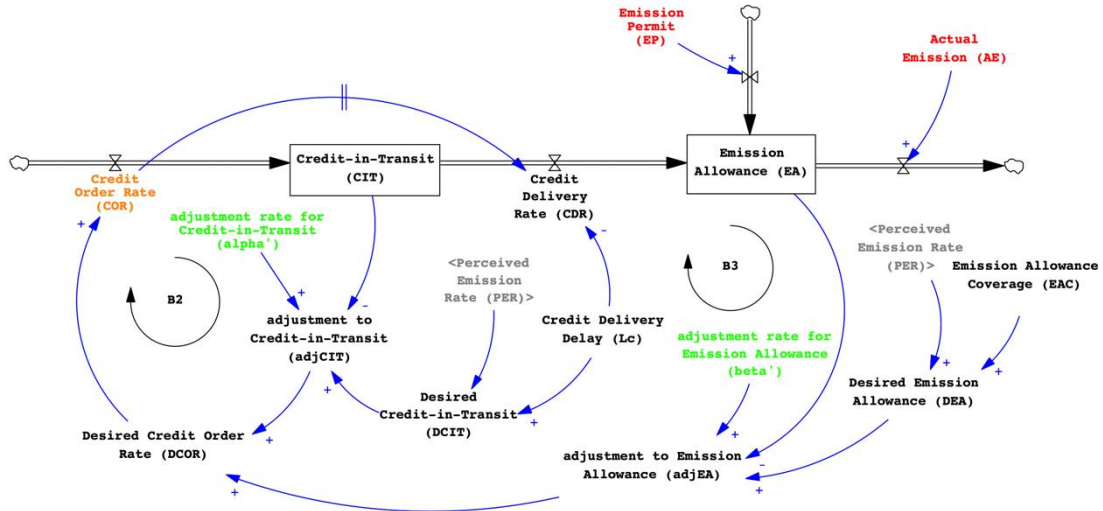 Emission
Permit
(EP)
Actual
Emission (AE)
+
+
Credit-in-Transit
(CIT)
Emission
Allowance (EA)
Credit
Order Rate
(COR)
Credit
Delivery
Rate (CDR)
+
+
adjustment rate for
Credit-in-Transit
(alpha')
-
B2
<Perceived
Emission
Rate (PER)>
B3
<Perceived
Emission Rate
(PER)>
Emission Allowance
Coverage (EAC)
+
-
adjustment to
Credit-in-Transit
(adjCIT)
Credit Delivery
Delay (Lc)
adjustment rate for
Emission Allowance
(beta')
+
+
+
+
Desired
Credit-in-Transit
(DCIT)
+
Desired Emission
Allowance (DEA)
Desired Credit Order
Rate (DCOR)
+
+
adjustment to Emission
Allowance (adjEA)
-
+
+